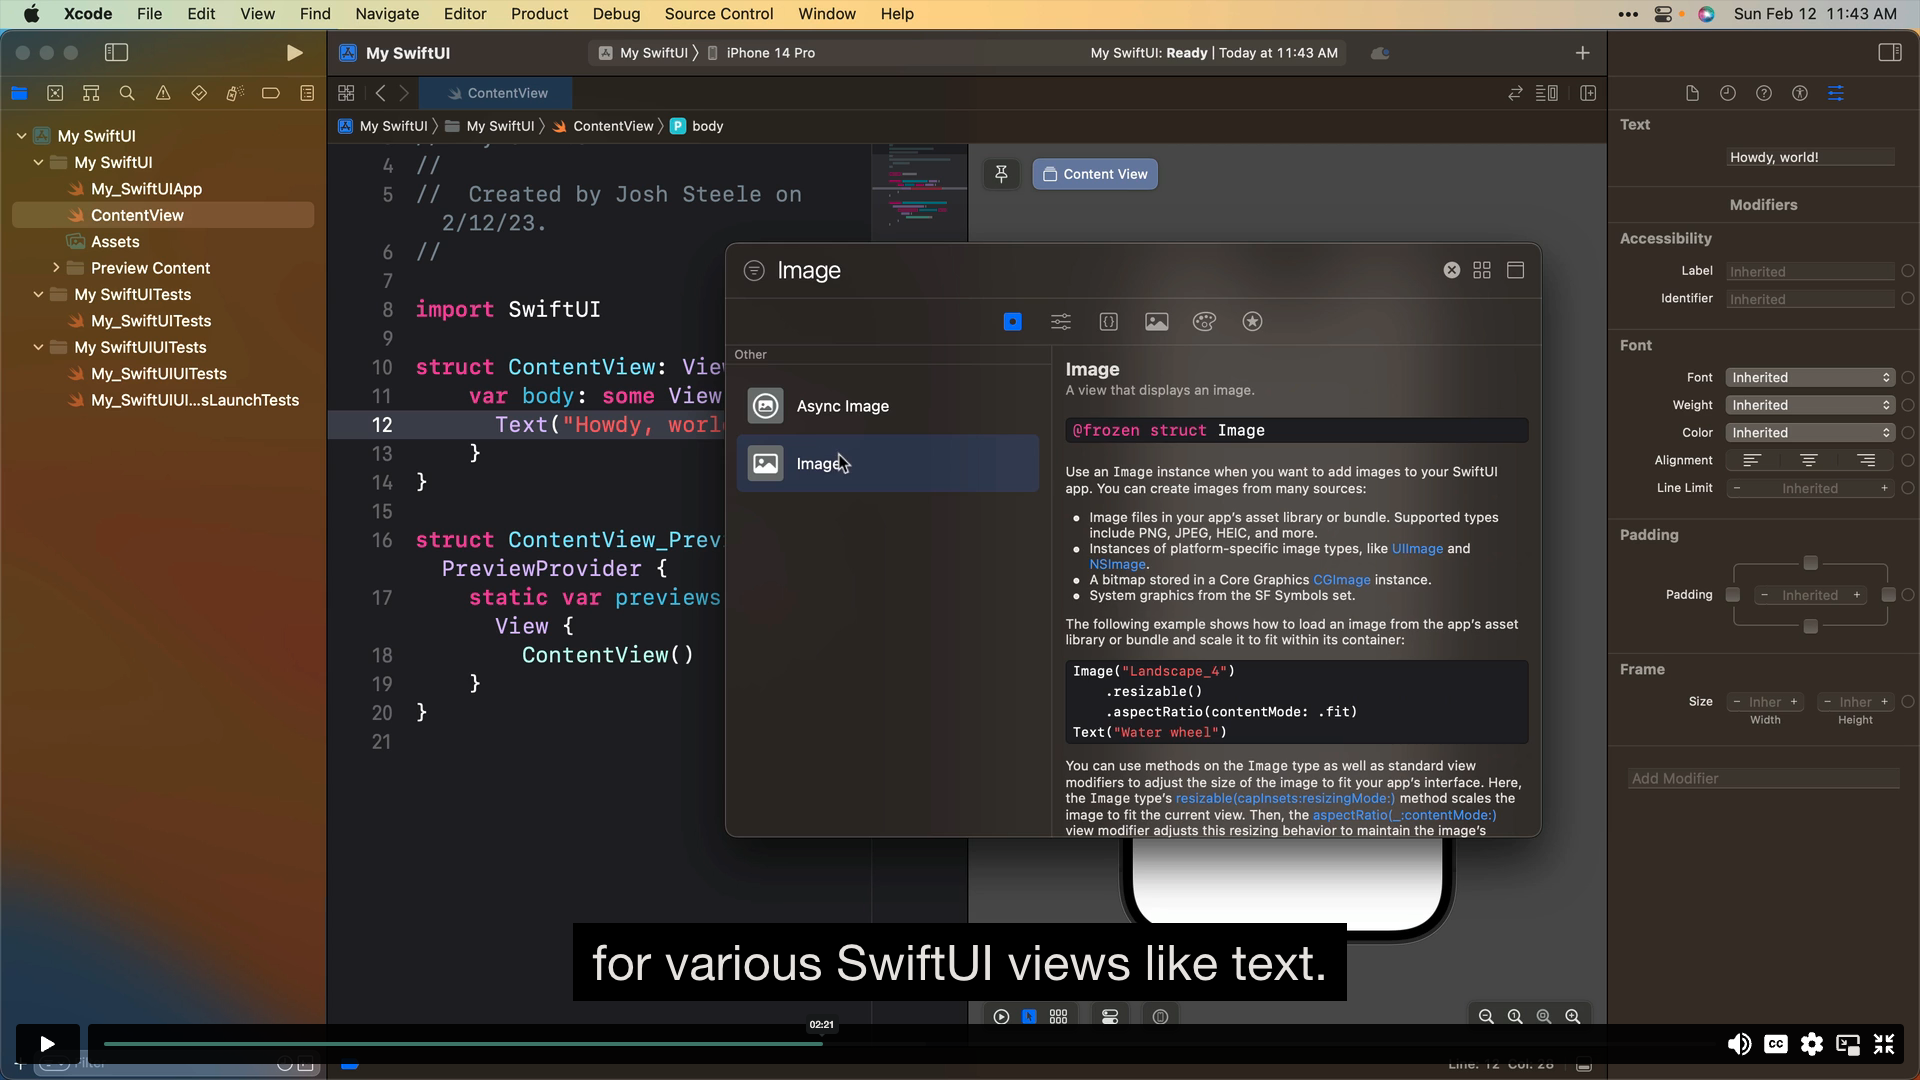 Xcode File Edit View Find Navigate Editor Product Debug Source Control Window Help
Sun Feb 12 11:43 AM
My SwiftUI
My SwiftUI
iPhone 14 Pro
My SwiftUI: Ready | Today at 11:43 AM
ContentView
My SwiftUI
My SwiftUI
ContentView
body
My SwiftUI
My SwiftUI
My_SwiftUIApp
ContentView
Assets
Preview Content
My SwiftUITests
My_SwiftUITests
My SwiftUIUITests
My_SwiftUIUITests
My_SwiftUIUI...sLaunchTests
4 //
5 // Created by Josh Steele on
2/12/23.
6 //
7
8 import SwiftUI
9
10 struct ContentView: View
11 var body: some View
12 Text("Howdy, worl
13 }
14 }
15
16 struct ContentView_Prev
PreviewProvider {
17 static var previews
View {
18 ContentView()
19 }
20 }
21
Content View
Image
Other
Async Image
Image
Image
A view that displays an image.
@frozen struct Image
Use an Image instance when you want to add images to your SwiftUI
app. You can create images from many sources:
• Image files in your app's asset library or bundle. Supported types
include PNG, JPEG, HEIC, and more.
• Instances of platform-specific image types, like UIImage and
NSImage.
• A bitmap stored in a Core Graphics CGImage instance.
• System graphics from the SF Symbols set.
The following example shows how to load an image from the app's asset
library or bundle and scale it to fit within its container:
Image("Landscape_4")
.resizable()
.aspectRatio(contentMode: .fit)
Text("Water wheel")
You can use methods on the Image type as well as standard view
modifiers to adjust the size of the image to fit your app's interface. Here,
the Image type's resizable(capInsets:resizingMode:) method scales the
image to fit the current view. Then, the aspectRatio(_:contentMode:)
view modifier adjusts this resizing behavior to maintain the image's
Text
Howdy, world!
Modifiers
Accessibility
Label Inherited
Identifier Inherited
Font
Font Inherited
Weight Inherited
Color Inherited
Alignment
Line Limit − Inherited +
Padding
Padding − Inherited +
Frame
Size − Inher + − Inher +
Width Height
Add Modifier
for various SwiftUI views like text.
02:21
Filter
Line: 12 Col: 28
CC